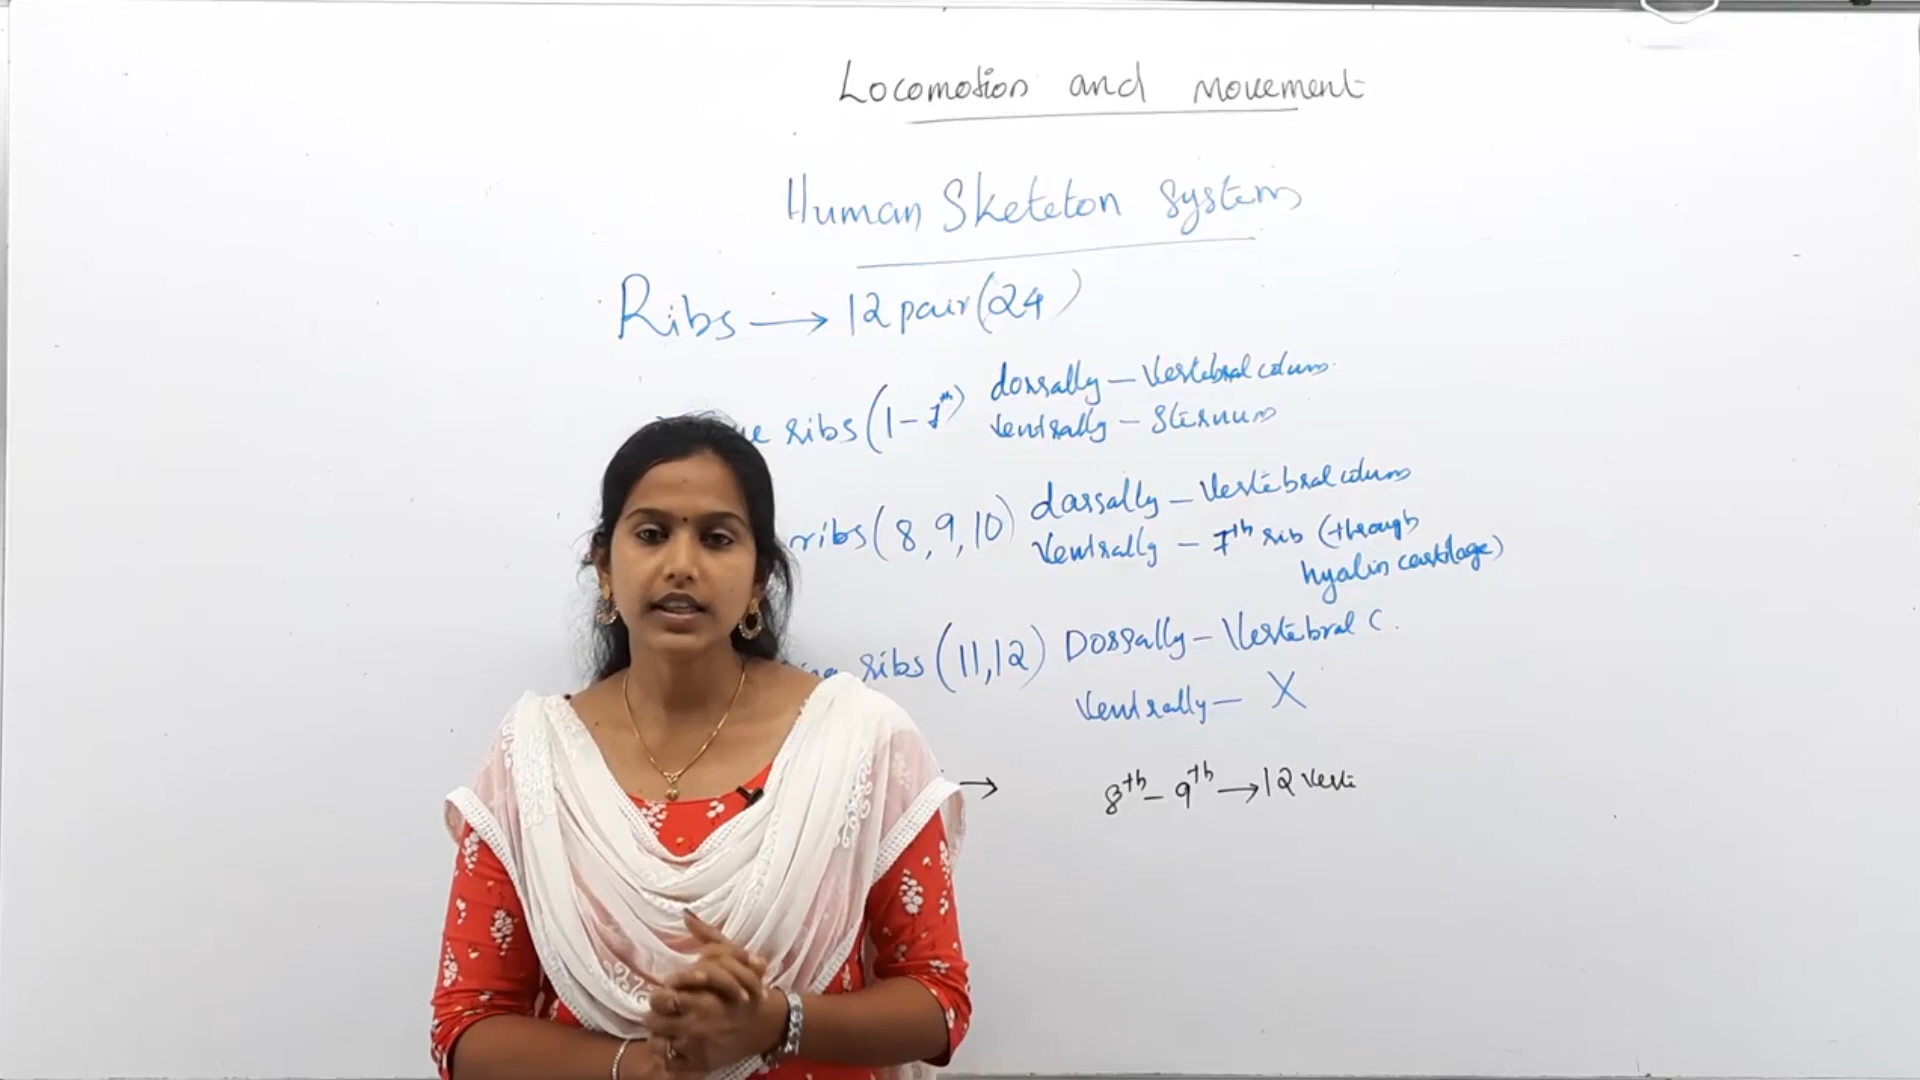 Locomotion and movement
Human Skeleton system
Ribs → 12 pair (24)
ribs (1-7th) dorsally - Vertebral colum
ventrally - Sternum
ribs (8,9,10) dorsally - Vertebral colum
Ventrally - 7th rib (through
hyalin cartilage)
ribs (11,12) Dorsally - Vertebral C.
Ventrally - X
→ 8th - 9th → 12 verte